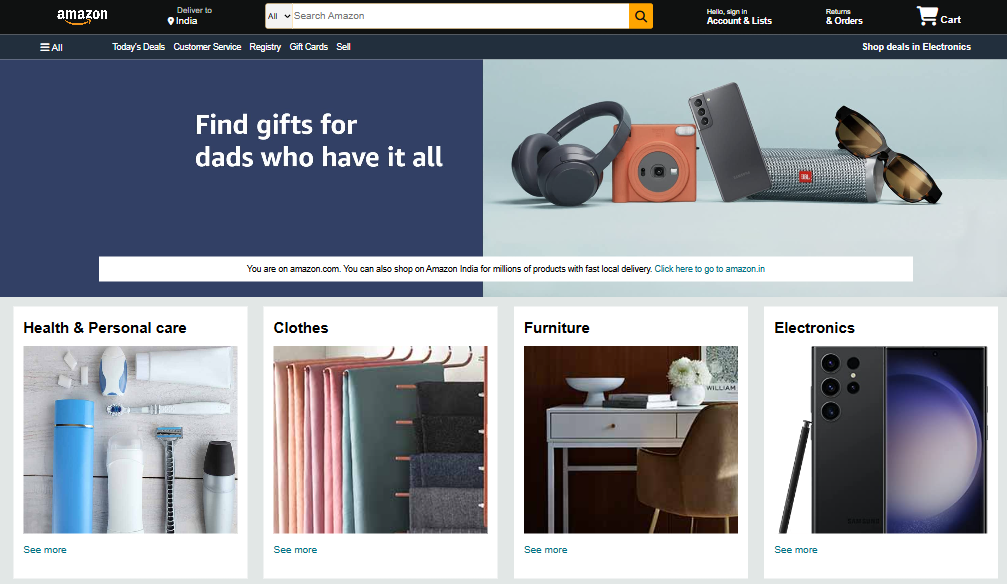 amazon
Deliver to
India
All
Search Amazon
Hello, sign in
Account & Lists
Returns
& Orders
Cart
All
Today's Deals
Customer Service
Registry
Gift Cards
Sell
Shop deals in Electronics
Find gifts for
dads who have it all
JBL
You are on amazon.com. You can also shop on Amazon India for millions of products with fast local delivery. Click here to go to amazon.in
Health & Personal care
Clothes
Furniture
Electronics
WILLIAM
See more
See more
See more
See more